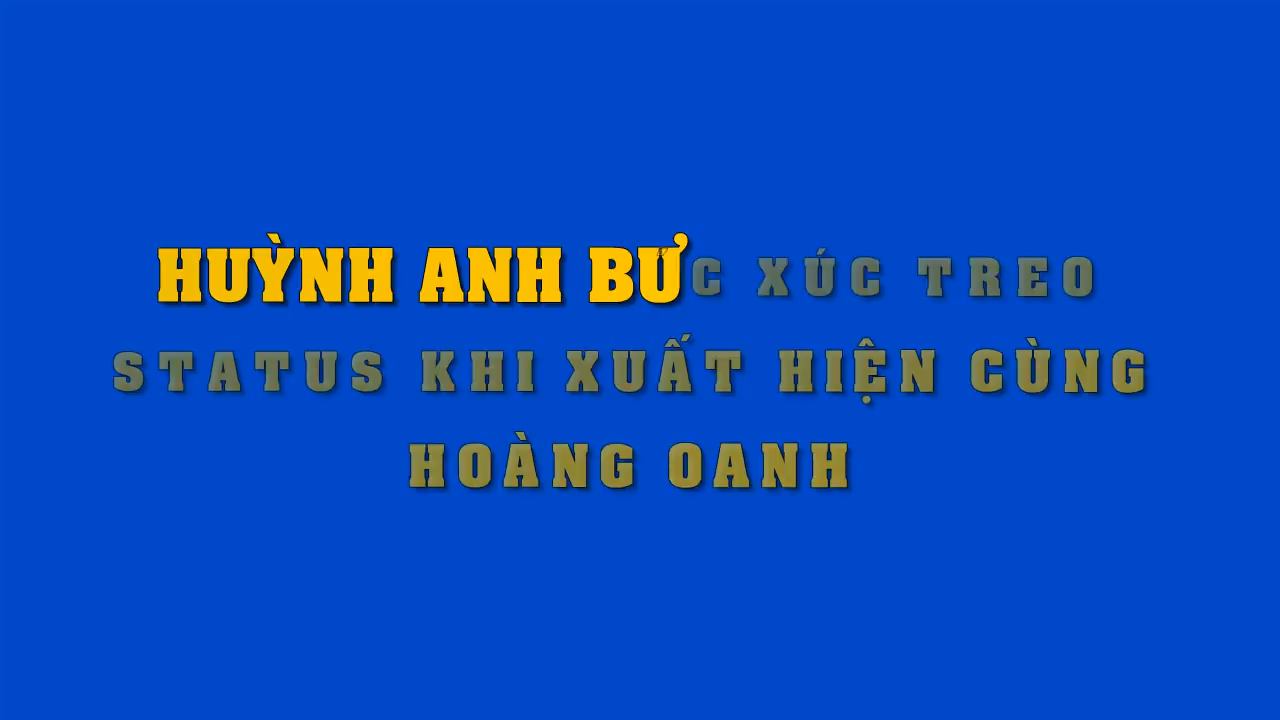 HUỲNH ANH BỨC XÚC TREO
STATUS KHI XUẤT HIỆN CÙNG
HOÀNG OANH